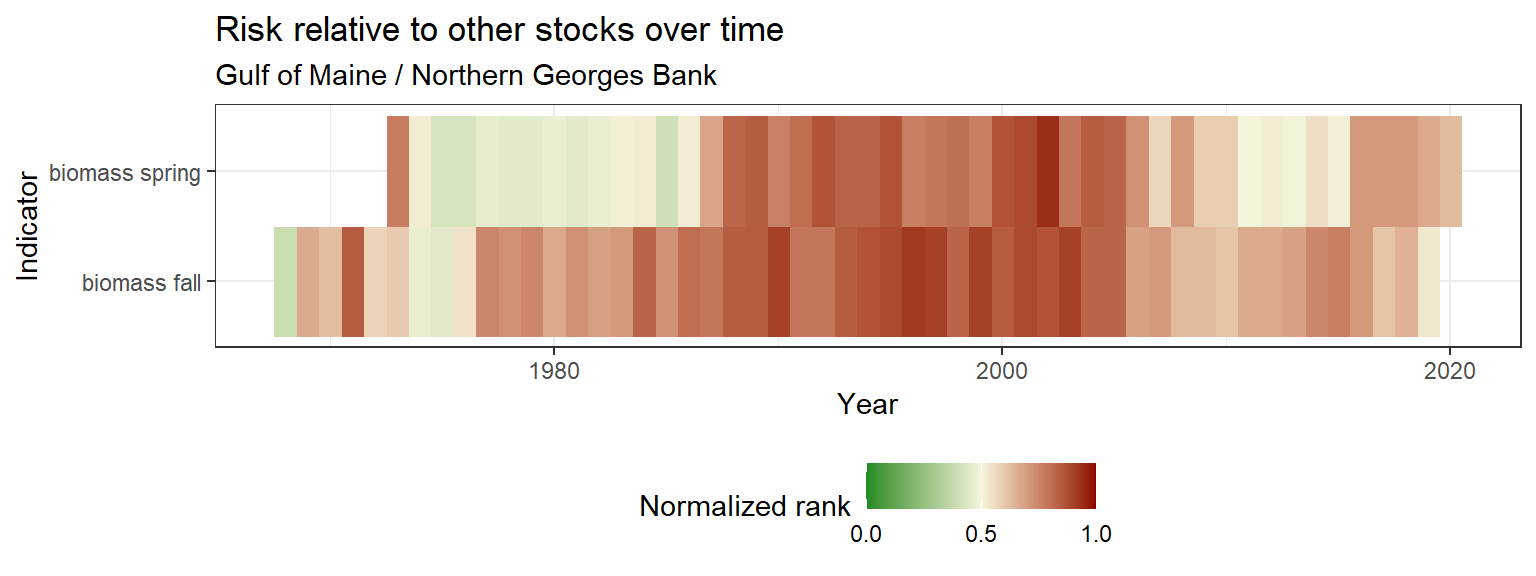 Risk relative to other stocks over time
Gulf of Maine / Northern Georges Bank
Indicator
biomass spring
biomass fall
1980 2000 2020
Year
Normalized rank
0.0 0.5 1.0